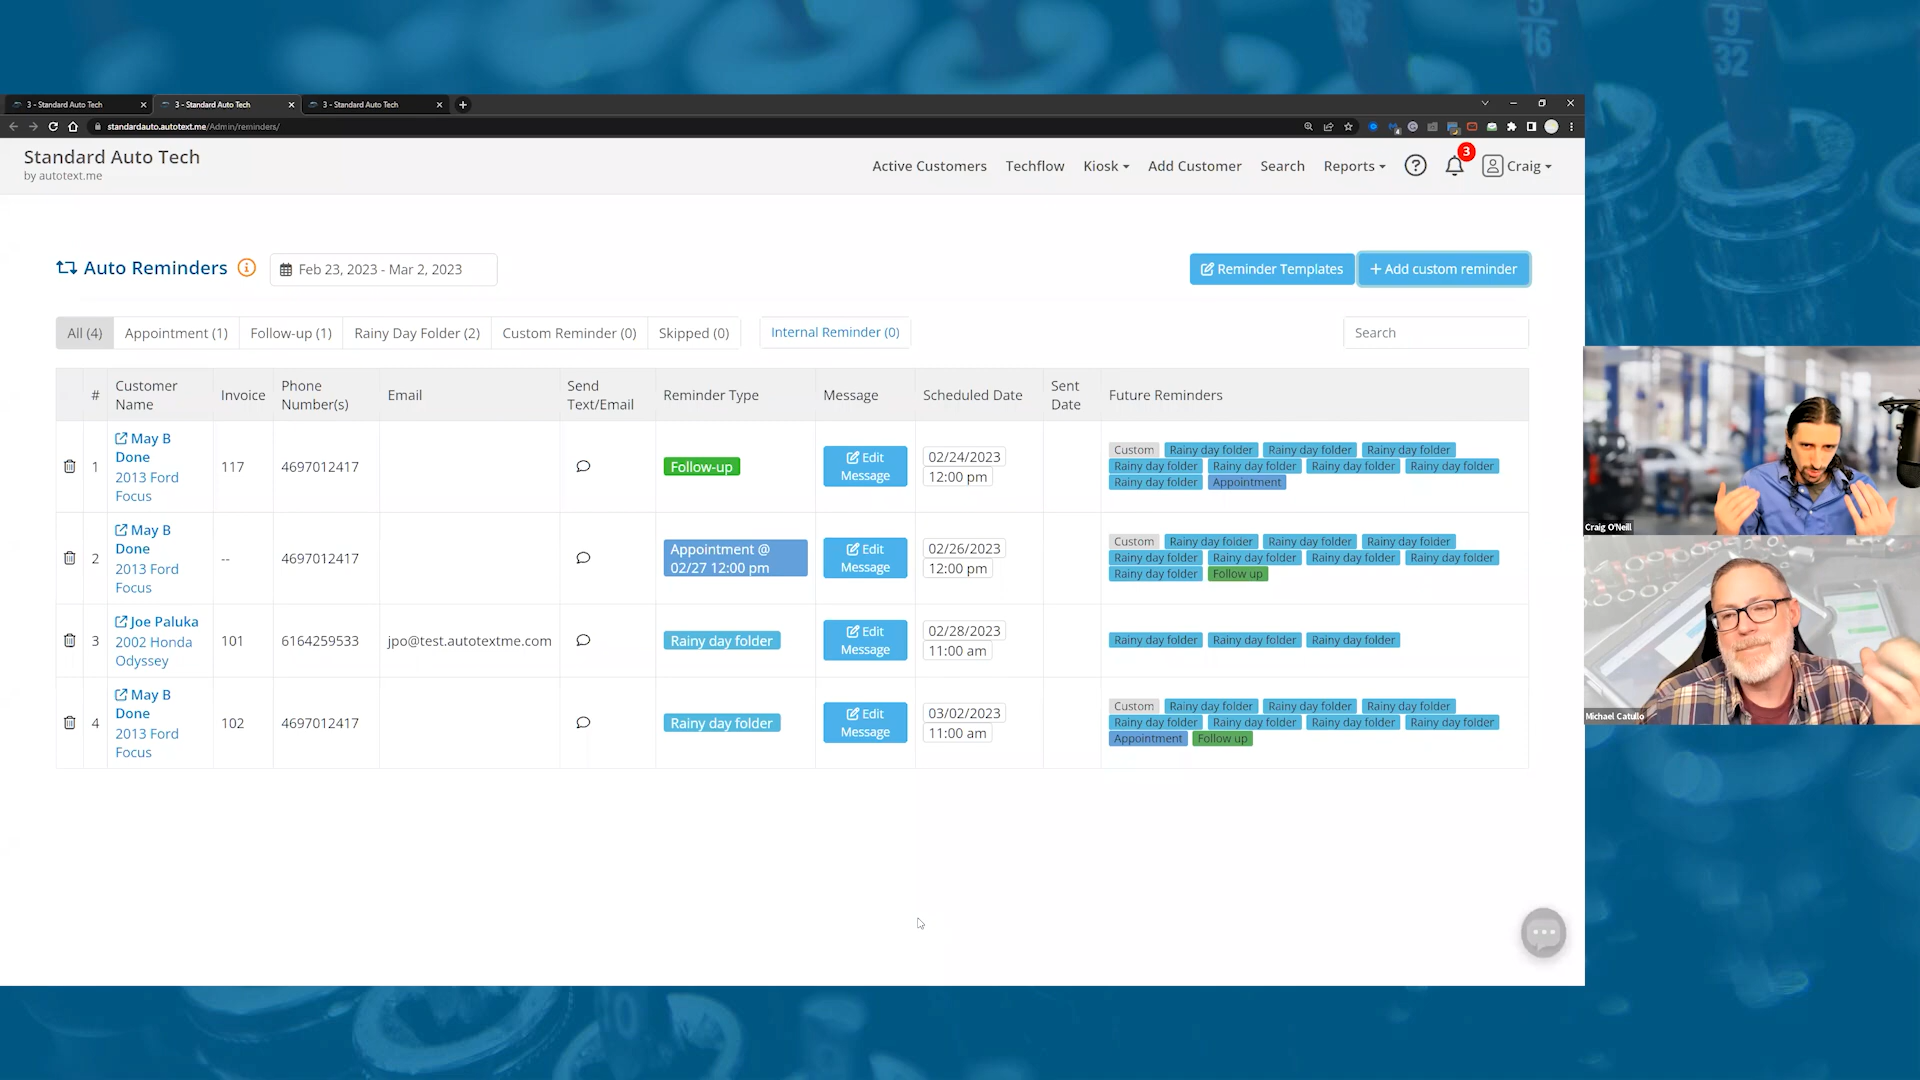 5
16
9
32
3 - Standard Auto Tech
3 - Standard Auto Tech
3 - Standard Auto Tech
standardauto.autotext.me/Admin/reminders/
Standard Auto Tech
by autotext.me
Active Customers
Techflow
Kiosk
Add Customer
Search
Reports
3
Craig
Auto Reminders
Feb 23, 2023 - Mar 2, 2023
Reminder Templates
+ Add custom reminder
All (4)
Appointment (1)
Follow-up (1)
Rainy Day Folder (2)
Custom Reminder (0)
Skipped (0)
Internal Reminder (0)
Search
# Customer Name Invoice Phone Number(s) Email Send Text/Email Reminder Type Message Scheduled Date Sent Date Future Reminders
1
May B
Done
2013 Ford
Focus
117
4697012417
Follow-up
Edit
Message
02/24/2023
12:00 pm
Custom Rainy day folder Rainy day folder Rainy day folder
Rainy day folder Rainy day folder Rainy day folder Rainy day folder
Rainy day folder Appointment
2
May B
Done
2013 Ford
Focus
--
4697012417
Appointment @
02/27 12:00 pm
Edit
Message
02/26/2023
12:00 pm
Custom Rainy day folder Rainy day folder Rainy day folder
Rainy day folder Rainy day folder Rainy day folder Rainy day folder
Rainy day folder Follow up
3
Joe Paluka
2002 Honda
Odyssey
101
6164259533
jpo@test.autotextme.com
Rainy day folder
Edit
Message
02/28/2023
11:00 am
Rainy day folder Rainy day folder Rainy day folder
4
May B
Done
2013 Ford
Focus
102
4697012417
Rainy day folder
Edit
Message
03/02/2023
11:00 am
Custom Rainy day folder Rainy day folder Rainy day folder
Rainy day folder Rainy day folder Rainy day folder Rainy day folder
Appointment Follow up
Craig O'Neill
Michael Catullo